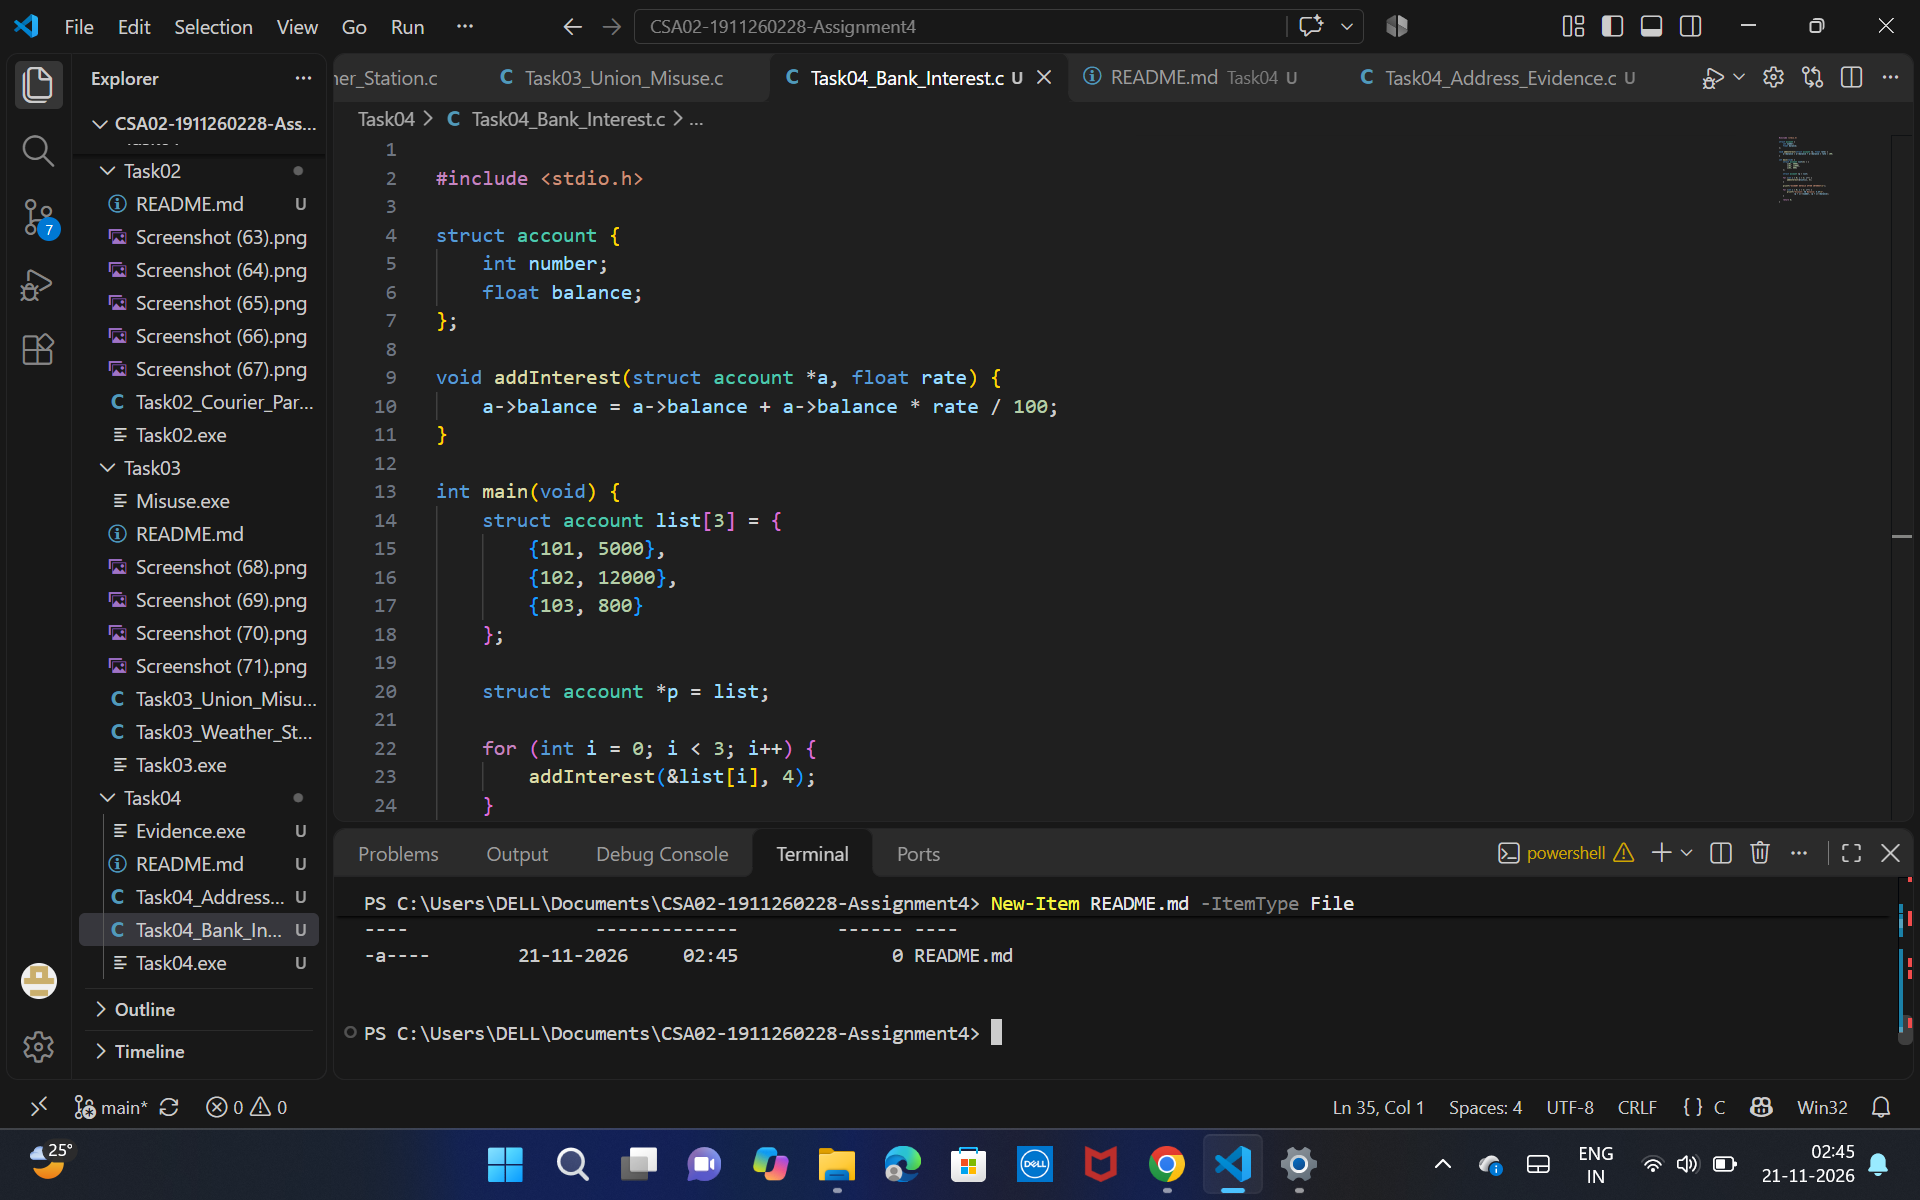 File Edit Selection View Go Run ... CSA02-1911260228-Assignment4
Explorer ...
CSA02-1911260228-Ass...
Task02
README.md U
Screenshot (63).png
Screenshot (64).png
Screenshot (65).png
Screenshot (66).png
Screenshot (67).png
Task02_Courier_Par...
Task02.exe
Task03
Misuse.exe
README.md
Screenshot (68).png
Screenshot (69).png
Screenshot (70).png
Screenshot (71).png
Task03_Union_Misu...
Task03_Weather_St...
Task03.exe
Task04
Evidence.exe U
README.md U
Task04_Address... U
Task04_Bank_In... U
Task04.exe U
Outline
Timeline
7
her_Station.c C Task03_Union_Misuse.c C Task04_Bank_Interest.c U README.md Task04 U C Task04_Address_Evidence.c U
Task04 > C Task04_Bank_Interest.c > ...
1
2 #include <stdio.h>
3
4 struct account {
5 int number;
6 float balance;
7 };
8
9 void addInterest(struct account *a, float rate) {
10 a->balance = a->balance + a->balance * rate / 100;
11 }
12
13 int main(void) {
14 struct account list[3] = {
15 {101, 5000},
16 {102, 12000},
17 {103, 800}
18 };
19
20 struct account *p = list;
21
22 for (int i = 0; i < 3; i++) {
23 addInterest(&list[i], 4);
24 }
Problems Output Debug Console Terminal Ports powershell
PS C:\Users\DELL\Documents\CSA02-1911260228-Assignment4> New-Item README.md -ItemType File
---- ------------- ------ ----
-a---- 21-11-2026 02:45 0 README.md
PS C:\Users\DELL\Documents\CSA02-1911260228-Assignment4>
main* 0 0 Ln 35, Col 1 Spaces: 4 UTF-8 CRLF { } C Win32
25° DELL ENG IN 02:45 21-11-2026